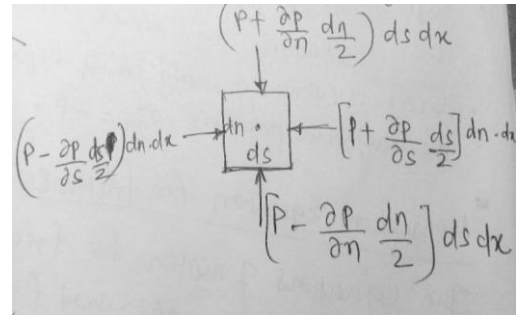 (P + ∂P/∂n dn/2) ds dx
(P - ∂P/∂s ds/2) dn.dx
dn .
ds
[P + ∂P/∂s ds/2] dn.dx
[P - ∂P/∂n dn/2] ds dx